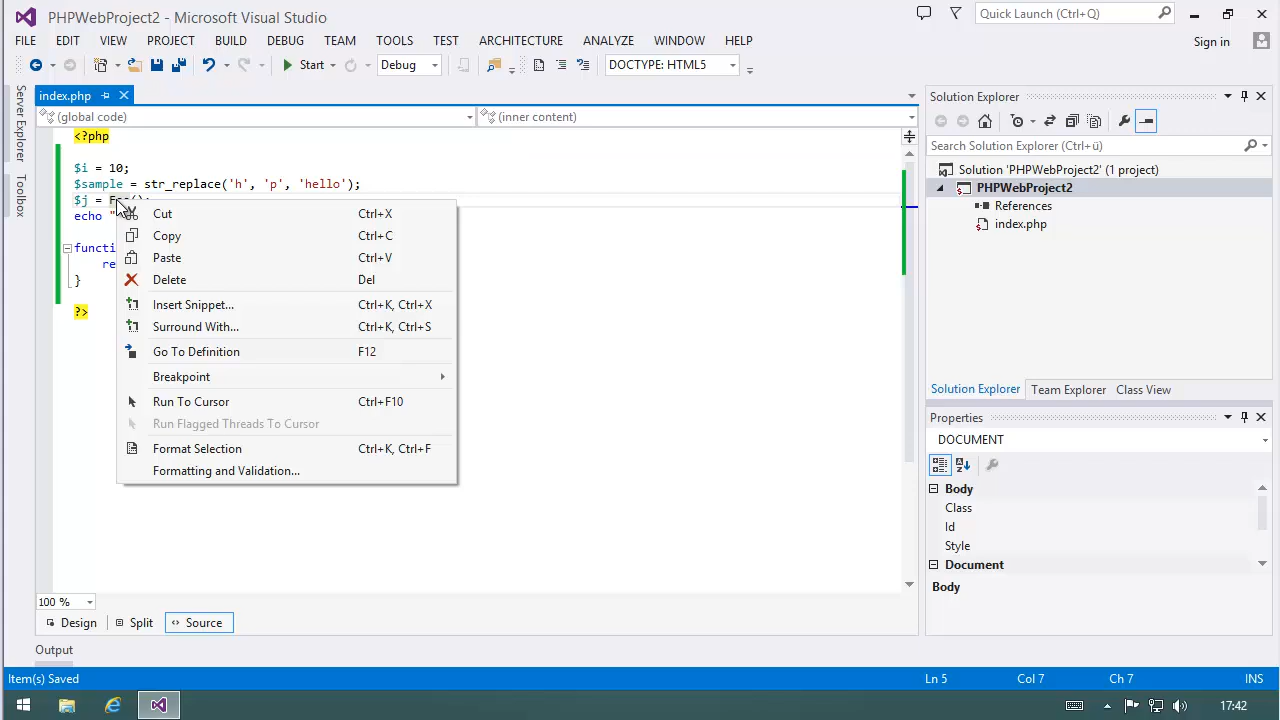 PHPWebProject2 - Microsoft Visual Studio
Quick Launch (Ctrl+Q)
FILE EDIT VIEW PROJECT BUILD DEBUG TEAM TOOLS TEST ARCHITECTURE ANALYZE WINDOW HELP
Sign in
Start Debug DOCTYPE: HTML5
Server Explorer
Toolbox
index.php
(global code) (inner content)
<?php
$i = 10;
$sample = str_replace('h', 'p', 'hello');
$j =
echo "
functi
re
}
?>
Cut Ctrl+X
Copy Ctrl+C
Paste Ctrl+V
Delete Del
Insert Snippet... Ctrl+K, Ctrl+X
Surround With... Ctrl+K, Ctrl+S
Go To Definition F12
Breakpoint
Run To Cursor Ctrl+F10
Run Flagged Threads To Cursor
Format Selection Ctrl+K, Ctrl+F
Formatting and Validation...
100 %
Design Split Source
Output
Solution Explorer
Search Solution Explorer (Ctrl+ü)
Solution 'PHPWebProject2' (1 project)
PHPWebProject2
References
index.php
Solution Explorer Team Explorer Class View
Properties
DOCUMENT
Body
Class
Id
Style
Document
Body
Item(s) Saved Ln 5 Col 7 Ch 7 INS
17:42